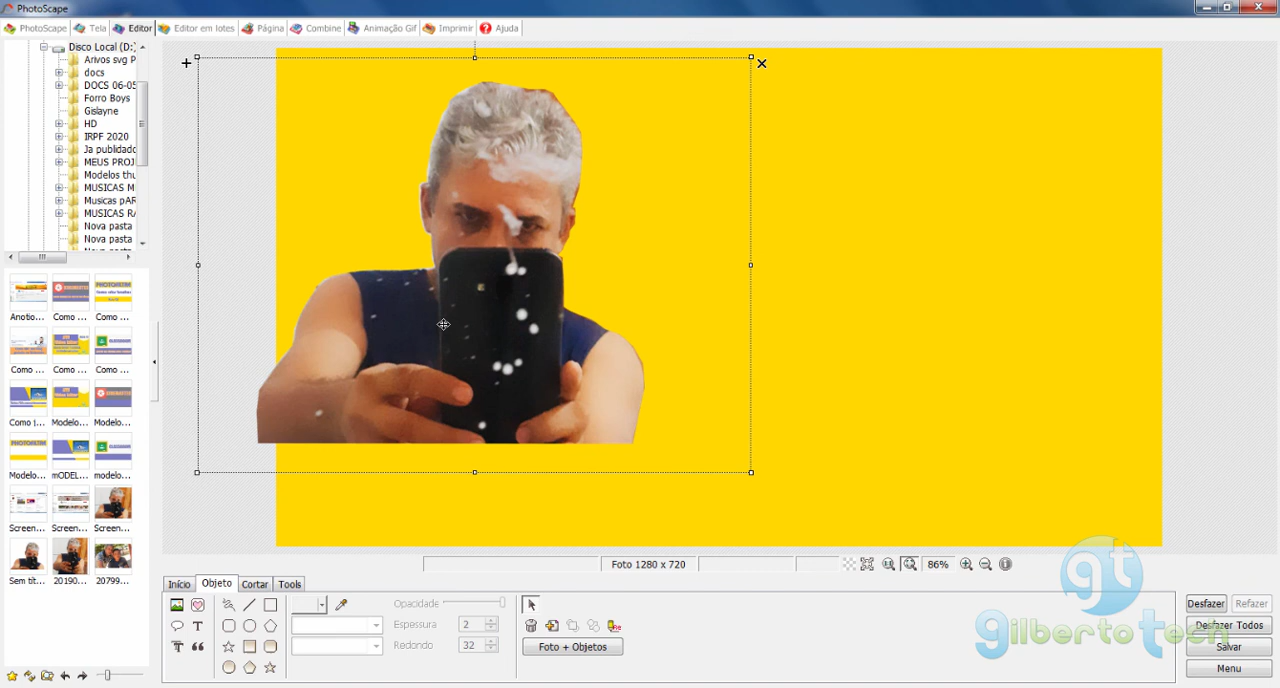 PhotoScape
PhotoScape Tela Editor Editor em lotes Página Combine Animação Gif Imprimir Ajuda
Disco Local (D:)
Arivos svg P
docs
DOCS 06-05
Forro Boys
Gislayne
HD
IRPF 2020
Ja publidado
MEUS PROJ
Modelos thu
MUSICAS M
Musicas pAR
MUSICAS RA
Nova pasta
Nova pasta
Anotio... Como ... Como ...
Como ... Como ... Como ...
Como i... Modelo... Modelo...
Modelo... mODEL... modelo...
Screen... Screen... Screen...
Sem tít... 20190... 20799...
Foto 1280 x 720
86%
Início Objeto Cortar Tools
Opacidade
Espessura 2
Redondo 32
Foto + Objetos
Desfazer Refazer
Desfazer Todos
Salvar
Menu
gt
gilberto tech